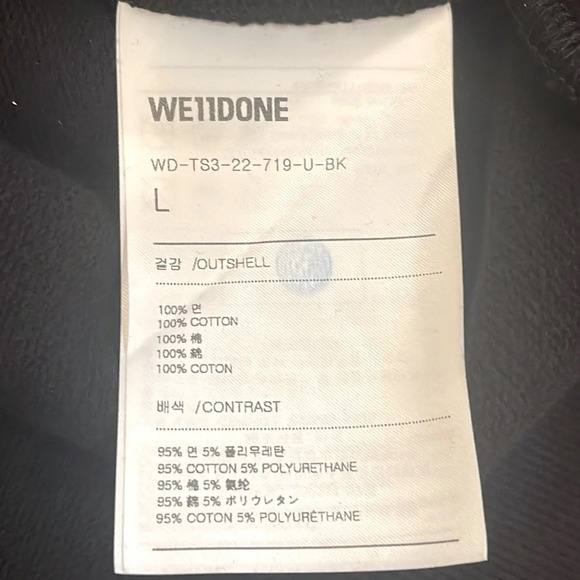 WE11DONE
WD-TS3-22-719-U-BK
L
겉감 /OUTSHELL
100% 면
100% COTTON
100% 棉
100% 綿
100% COTON
배색 /CONTRAST
95% 면 5% 폴리우레탄
95% COTTON 5% POLYURETHANE
95% 棉 5% 氨纶
95% 綿 5% ポリウレタン
95% COTON 5% POLYURÉTHANE